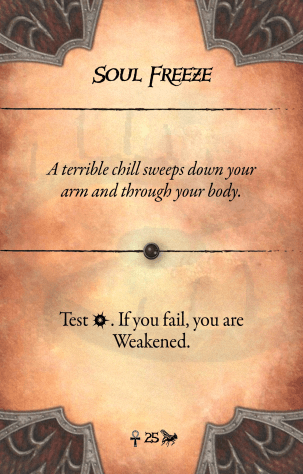 Soul Freeze
A terrible chill sweeps down your
arm and through your body.
Test . If you fail, you are
Weakened.
25